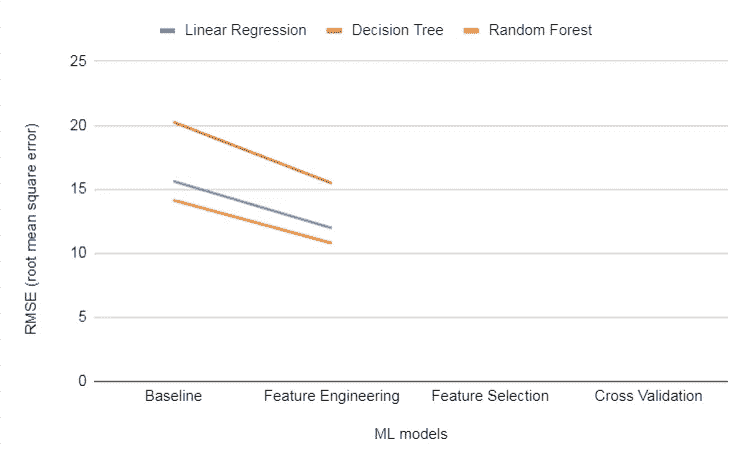 Linear Regression Decision Tree Random Forest
25
20
15
10
5
0
RMSE (root mean square error)
Baseline Feature Engineering Feature Selection Cross Validation
ML models